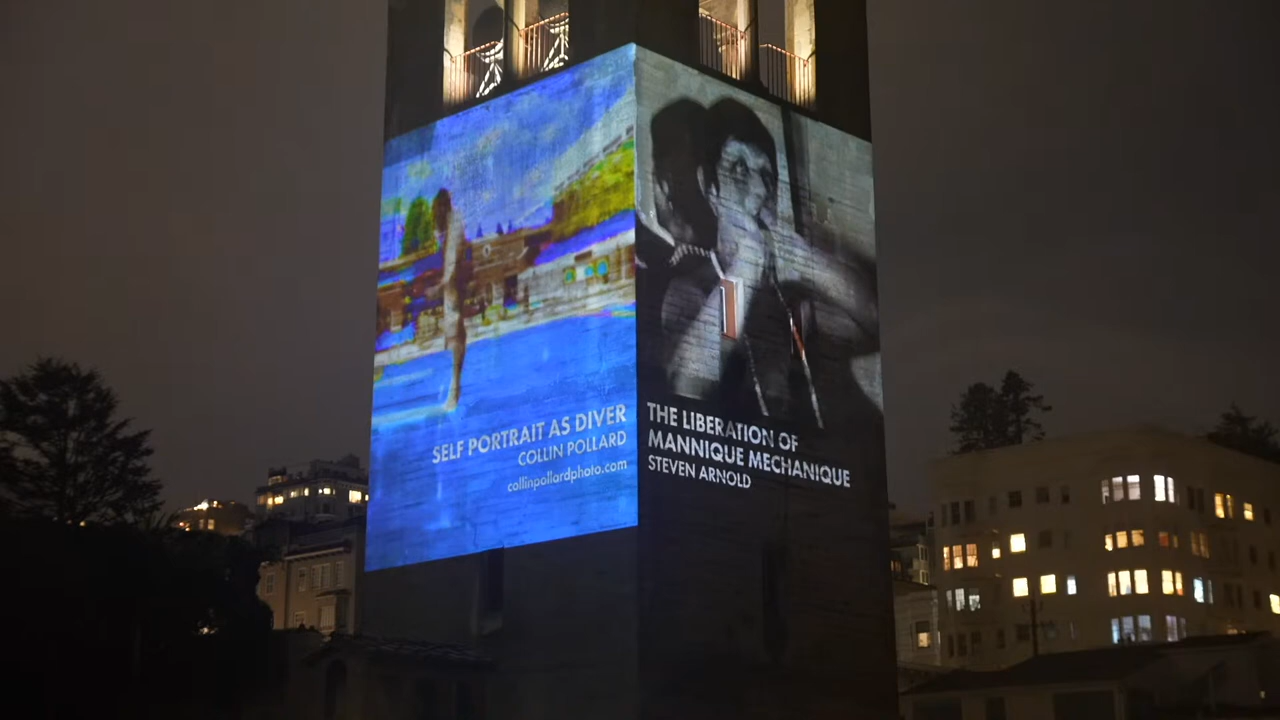 SELF PORTRAIT AS DIVER
COLLIN POLLARD
collinpollardphoto.com
THE LIBERATION OF
MANNIQUE MECHANIQUE
STEVEN ARNOLD